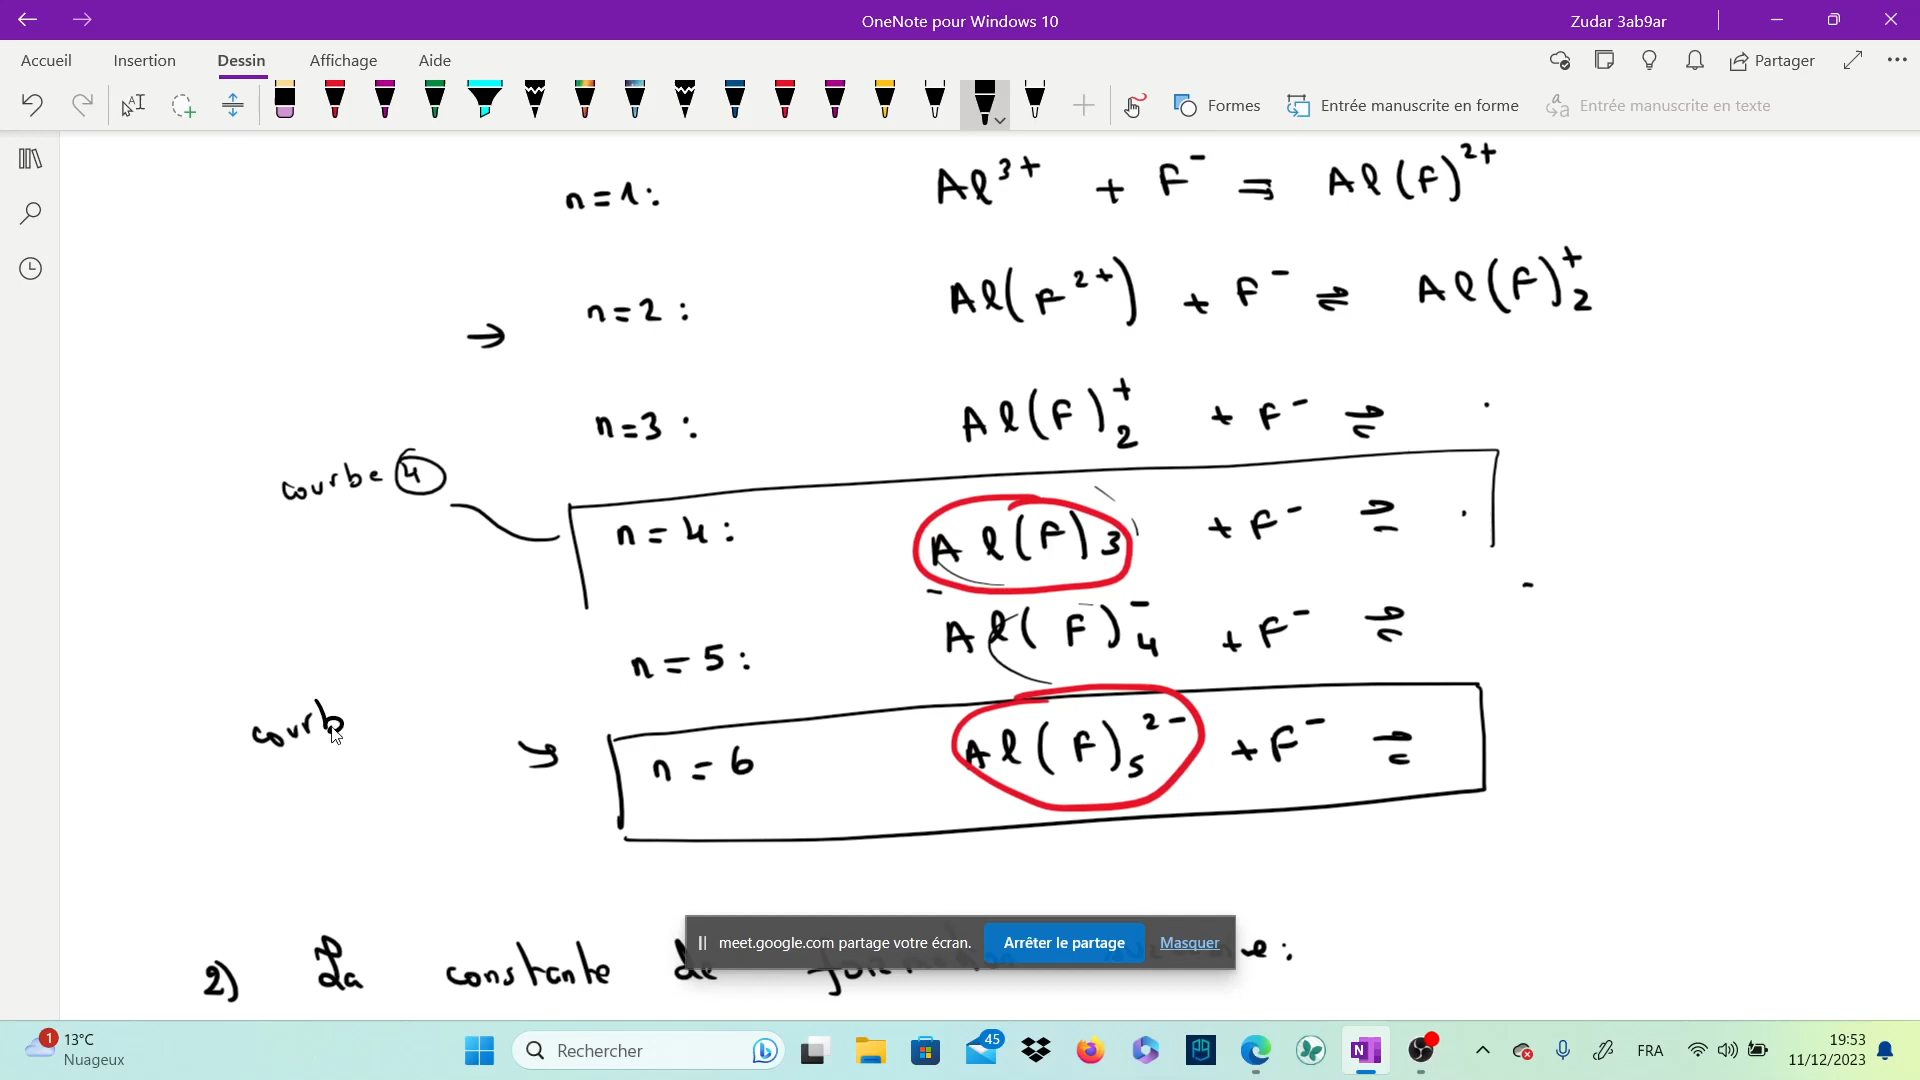 OneNote pour Windows 10
Zudar 3ab9ar
Accueil Insertion Dessin Affichage Aide
Partager
Formes Entrée manuscrite en forme Entrée manuscrite en texte
n=1: Al³⁺ + F⁻ = Al(F)²⁺
→ n=2: Al(F²⁺) + F⁻ ⇌ Al(F)₂⁺
n=3: Al(F)₂⁺ + F⁻ ⇌ .
courbe 4
n=4: Al(F)₃ + F⁻ ⇌ .
n=5: Al(F)₄⁻ + F⁻ ⇌
courb
n=6 Al(F)₅²⁻ + F⁻ ⇌
meet.google.com partage votre écran. Arrêter le partage Masquer
2) La constante de
1 13°C
Nuageux
Rechercher
45
FRA
19:53
11/12/2023